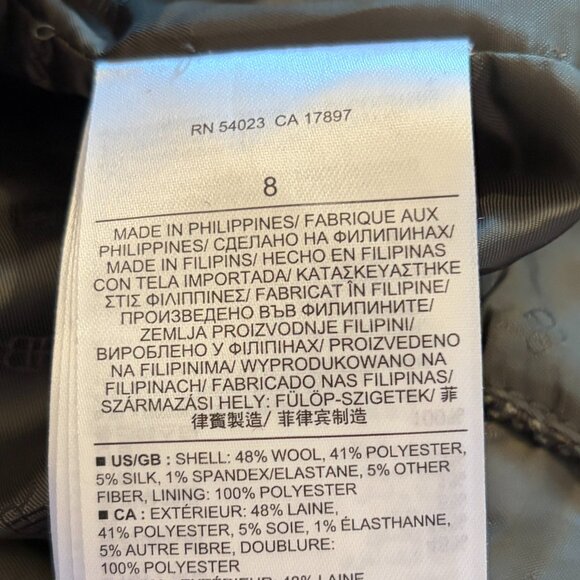 RN 54023 CA 17897
8
MADE IN PHILIPPINES/ FABRIQUE AUX
PHILIPPINES/ СДЕЛАНО НА ФИЛИПИНАХ/
MADE IN FILIPINS/ HECHO EN FILIPINAS
CON TELA IMPORTADA/ ΚΑΤΑΣΚΕΥΑΣΤΗΚΕ
ΣΤΙΣ ΦΙΛΙΠΠΙΝΕΣ/ FABRICAT ÎN FILIPINE/
ПРОИЗВЕДЕНО ВЪВ ФИЛИПИНИТЕ/
ZEMLJA PROIZVODNJE FILIPINI/
ВИРОБЛЕНО У ФІЛІПІНАХ/ PROIZVEDENO
NA FILIPINIMA/ WYPRODUKOWANO NA
FILIPINACH/ FABRICADO NAS FILIPINAS/
SZÁRMAZÁSI HELY: FÜLÖP-SZIGETEK/ 菲
律賓製造/ 菲律宾制造
■ US/GB : SHELL: 48% WOOL, 41% POLYESTER,
5% SILK, 1% SPANDEX/ELASTANE, 5% OTHER
FIBER, LINING: 100% POLYESTER
■ CA : EXTÉRIEUR: 48% LAINE,
41% POLYESTER, 5% SOIE, 1% ÉLASTHANNE,
5% AUTRE FIBRE, DOUBLURE:
100% POLYESTER
EXTÉRIEUR: 48% LAINE